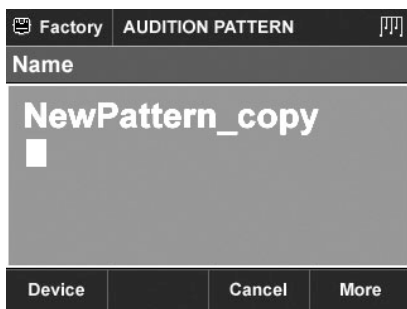 Factory AUDITION PATTERN
Name
NewPattern_copy
Device Cancel More